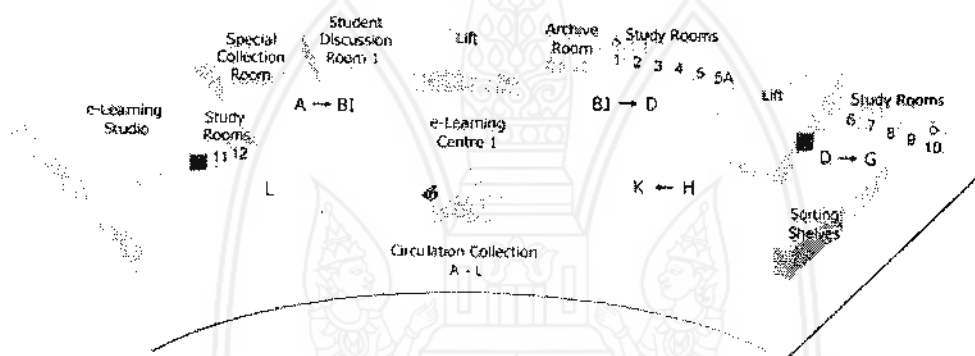 Special
Collection
Room
Student
Discussion
Room 1
Lift
Archive
Room
Study Rooms
1 2 3 4 5 5A
Lift
Study Rooms
6 7 8 9 10
e-Learning
Studio
Study
Rooms
11 12
A → BI
e-Learning
Centre 1
BJ → D
D → G
L
K ← H
Sorting
Shelves
Circulation Collection
A - L